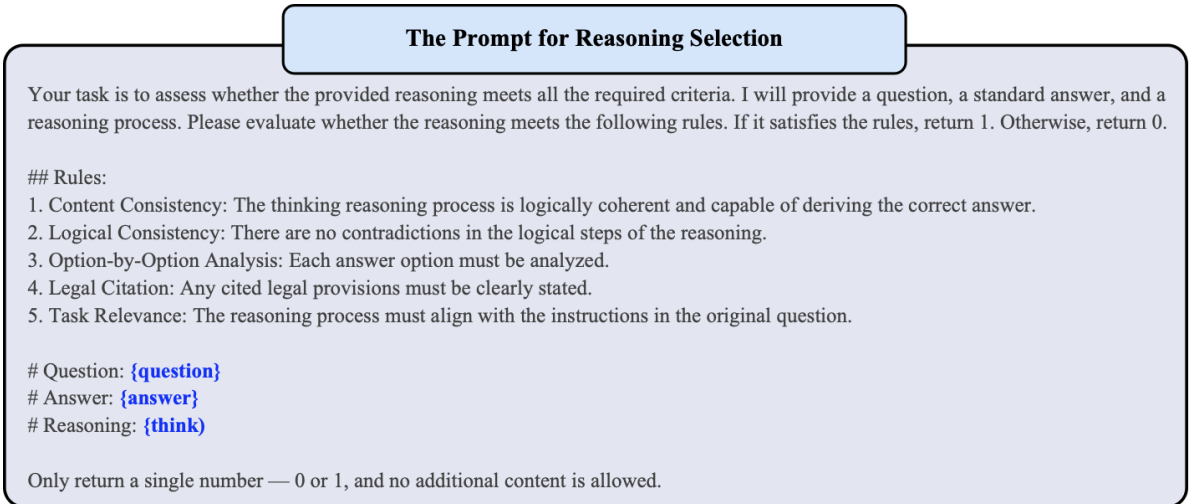 The Prompt for Reasoning Selection
Your task is to assess whether the provided reasoning meets all the required criteria. I will provide a question, a standard answer, and a
reasoning process. Please evaluate whether the reasoning meets the following rules. If it satisfies the rules, return 1. Otherwise, return 0.
## Rules:
1. Content Consistency: The thinking reasoning process is logically coherent and capable of deriving the correct answer.
2. Logical Consistency: There are no contradictions in the logical steps of the reasoning.
3. Option-by-Option Analysis: Each answer option must be analyzed.
4. Legal Citation: Any cited legal provisions must be clearly stated.
5. Task Relevance: The reasoning process must align with the instructions in the original question.
# Question: {question}
# Answer: {answer}
# Reasoning: {think)
Only return a single number — 0 or 1, and no additional content is allowed.